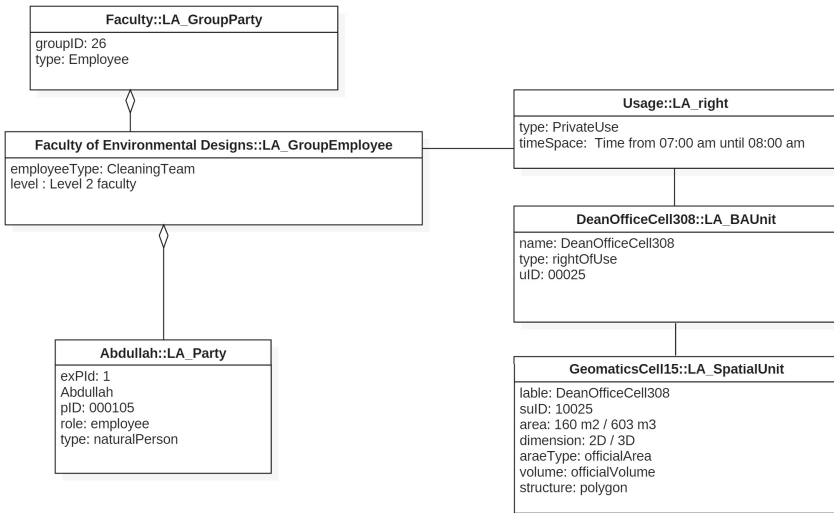 Faculty::LA_GroupParty
groupID: 26
type: Employee
Faculty of Environmental Designs::LA_GroupEmployee
employeeType: CleaningTeam
level : Level 2 faculty
Abdullah::LA_Party
exPId: 1
Abdullah
pID: 000105
role: employee
type: naturalPerson
Usage::LA_right
type: PrivateUse
timeSpace:  Time from 07:00 am until 08:00 am
DeanOfficeCell308::LA_BAUnit
name: DeanOfficeCell308
type: rightOfUse
uID: 00025
GeomaticsCell15::LA_SpatialUnit
lable: DeanOfficeCell308
suID: 10025
area: 160 m2 / 603 m3
dimension: 2D / 3D
araeType: officialArea
volume: officialVolume
structure: polygon